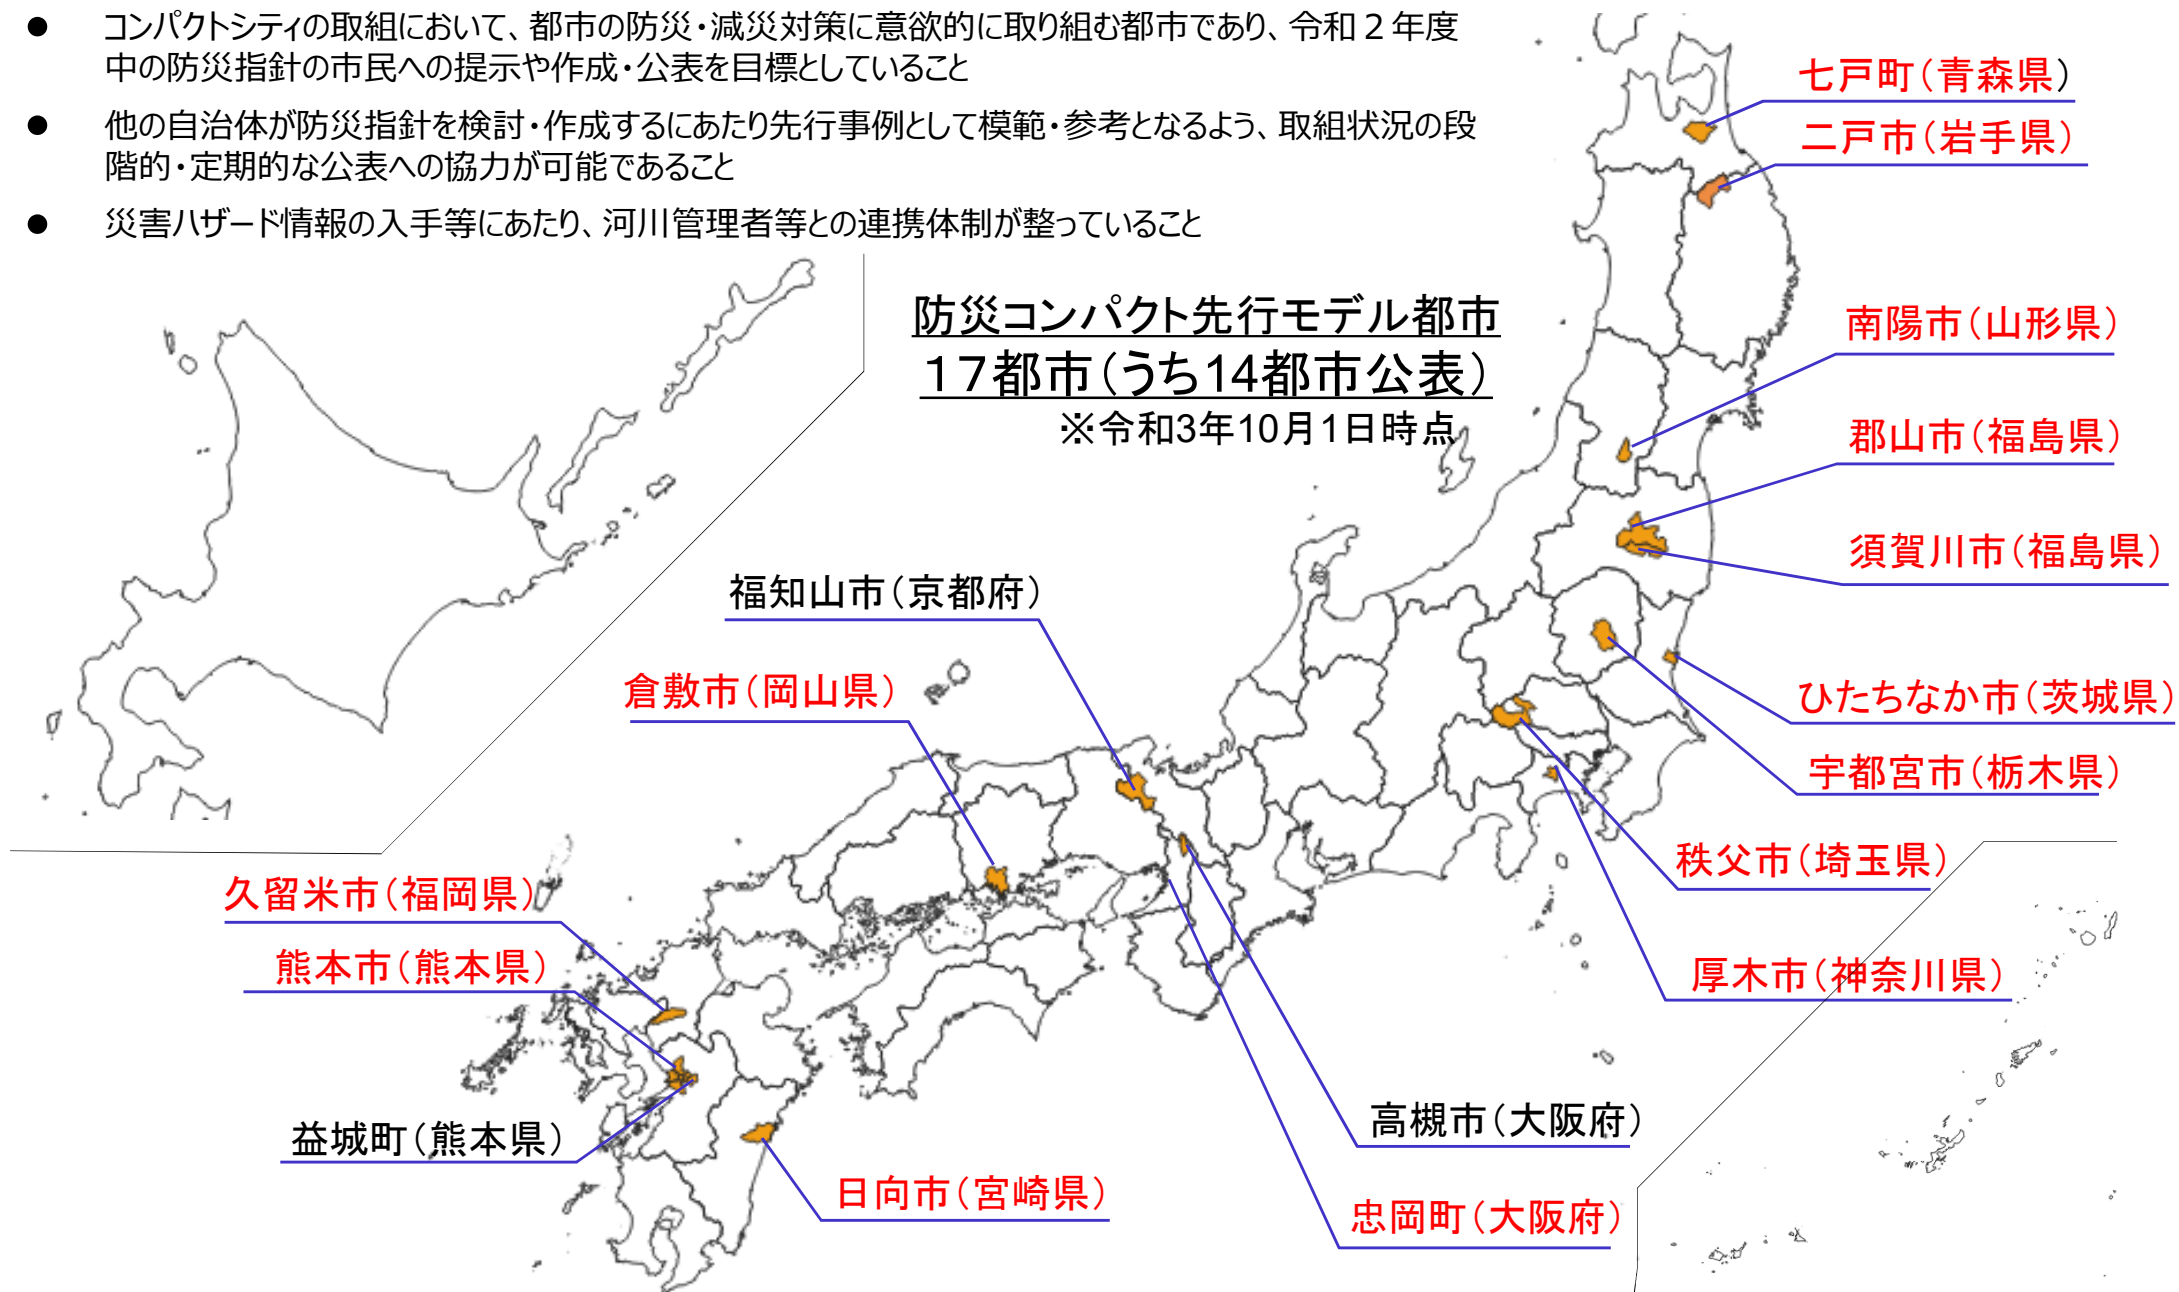 ● コンパクトシティの取組において、都市の防災・減災対策に意欲的に取り組む都市であり、令和２年度
中の防災指針の市民への提示や作成・公表を目標としていること
● 他の自治体が防災指針を検討・作成するにあたり先行事例として模範・参考となるよう、取組状況の段
階的・定期的な公表への協力が可能であること
● 災害ハザード情報の入手等にあたり、河川管理者等との連携体制が整っていること
防災コンパクト先行モデル都市
１７都市（うち14都市公表）
※令和3年10月1日時点
七戸町（青森県）
二戸市（岩手県）
南陽市（山形県）
郡山市（福島県）
須賀川市（福島県）
ひたちなか市（茨城県）
宇都宮市（栃木県）
秩父市（埼玉県）
厚木市（神奈川県）
福知山市（京都府）
倉敷市（岡山県）
久留米市（福岡県）
熊本市（熊本県）
益城町（熊本県）
日向市（宮崎県）
高槻市（大阪府）
忠岡町（大阪府）